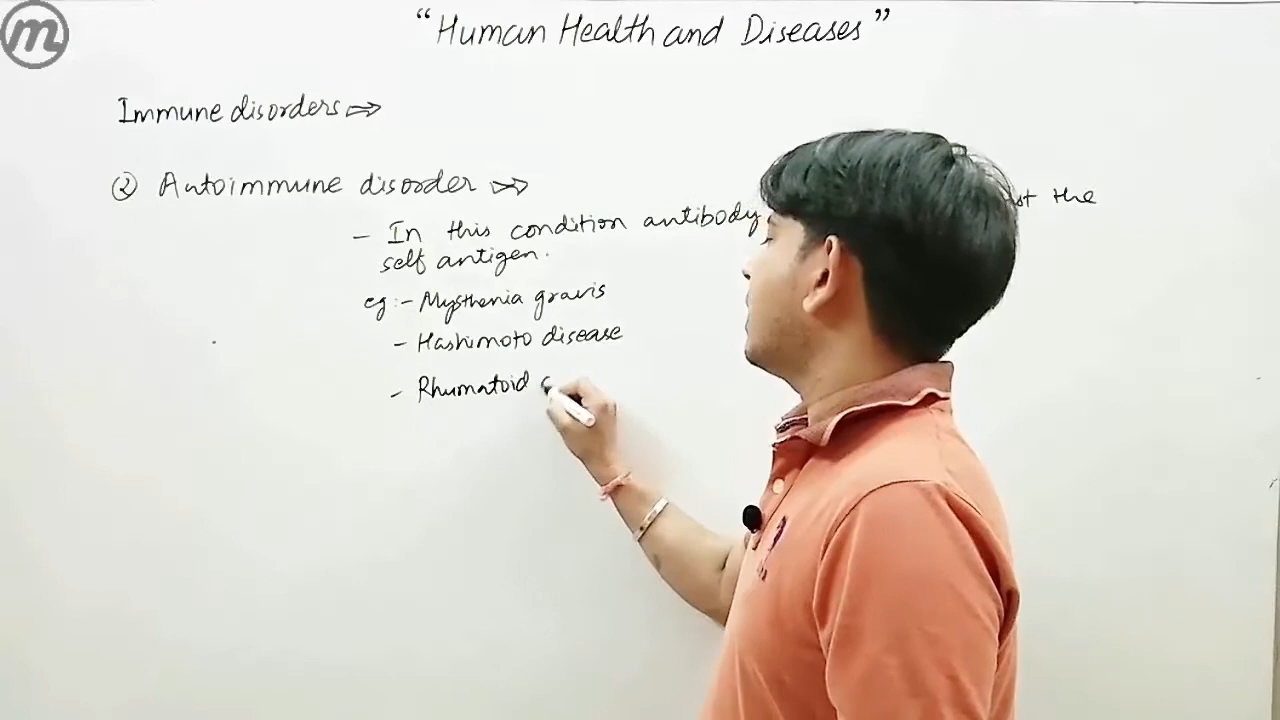 m
“Human Health and Diseases”
Immune disorders ⇒
② Autoimmune disorder ⇒
- In this condition antibody the
self antigen.
eg:- Mysthenia gravis
- Hashimoto disease
- Rhumatoid